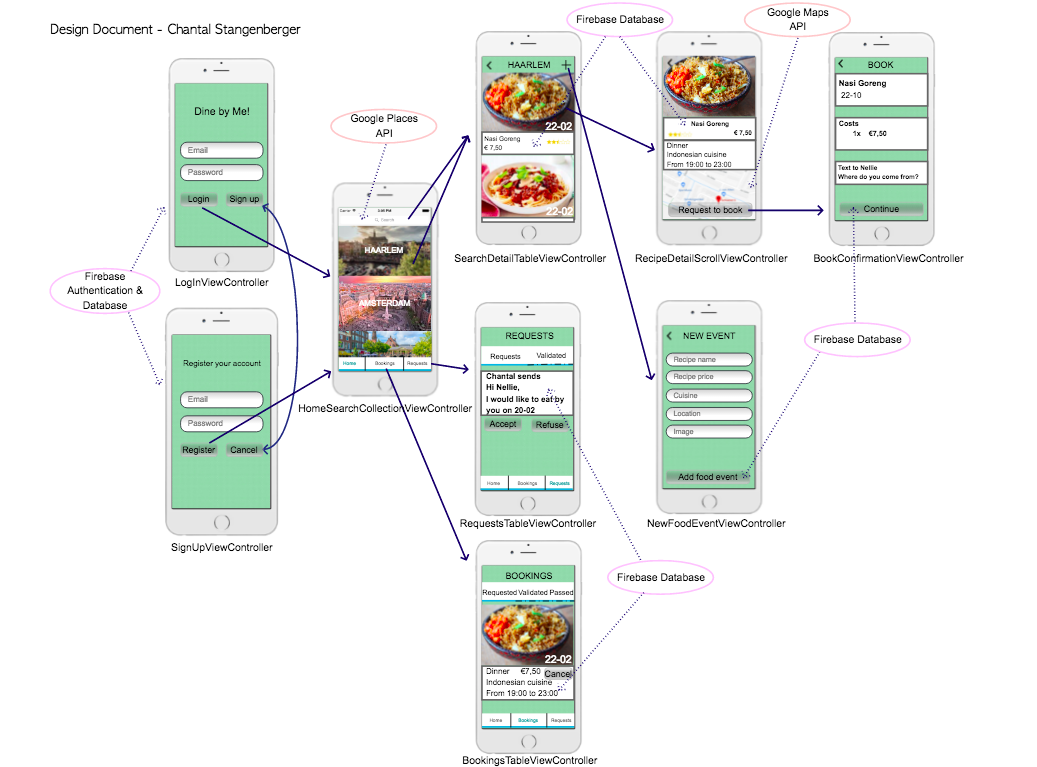 Design Document - Chantal Stangenberger
Dine by Me!
Email
Password
Login
Sign up
LogInViewController
Firebase
Authentication &
Database
Register your account
Email
Password
Register
Cancel
SignUpViewController
Google Places
API
Search
HAARLEM
AMSTERDAM
Home
Bookings
Requests
HomeSearchCollectionViewController
Firebase Database
HAARLEM
22-02
Nasi Goreng
€ 7,50
22-02
SearchDetailTableViewController
Google Maps
API
Nasi Goreng
€ 7,50
Dinner
Indonesian cuisine
From 19:00 to 23:00
Request to book
RecipeDetailScrollViewController
BOOK
Nasi Goreng
22-10
Costs
1x €7,50
Text to Nellie
Where do you come from?
Continue
BookConfirmationViewController
REQUESTS
Requests
Validated
Chantal sends
Hi Nellie,
I would like to eat by
you on 20-02
Accept
Refuse
Home
Bookings
Requests
RequestsTableViewController
NEW EVENT
Recipe name
Recipe price
Cuisine
Location
Image
Add food event
NewFoodEventViewController
Firebase Database
BOOKINGS
Requested Validated Passed
22-02
Dinner €7,50 Cancel
Indonesian cuisine
From 19:00 to 23:00
Home
Bookings
Requests
BookingsTableViewController
Firebase Database